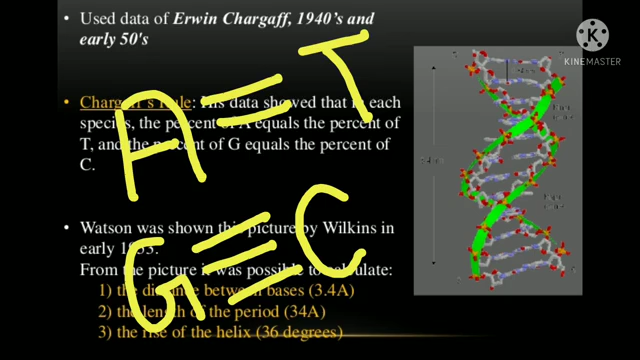 • Used data of Erwin Chargaff, 1940's and
early 50's
A = T
• Chargaff's Rule: His data showed that in each
species, the percent of A equals the percent of
T, and the percent of G equals the percent of
C.
• Watson was shown this picture by Wilkins in
early 1953.
From the picture it was possible to calculate:
G ≡ C
1) the distance between bases (3.4A)
2) the length of the period (34A)
3) the rise of the helix (36 degrees)
K
KINEMASTER